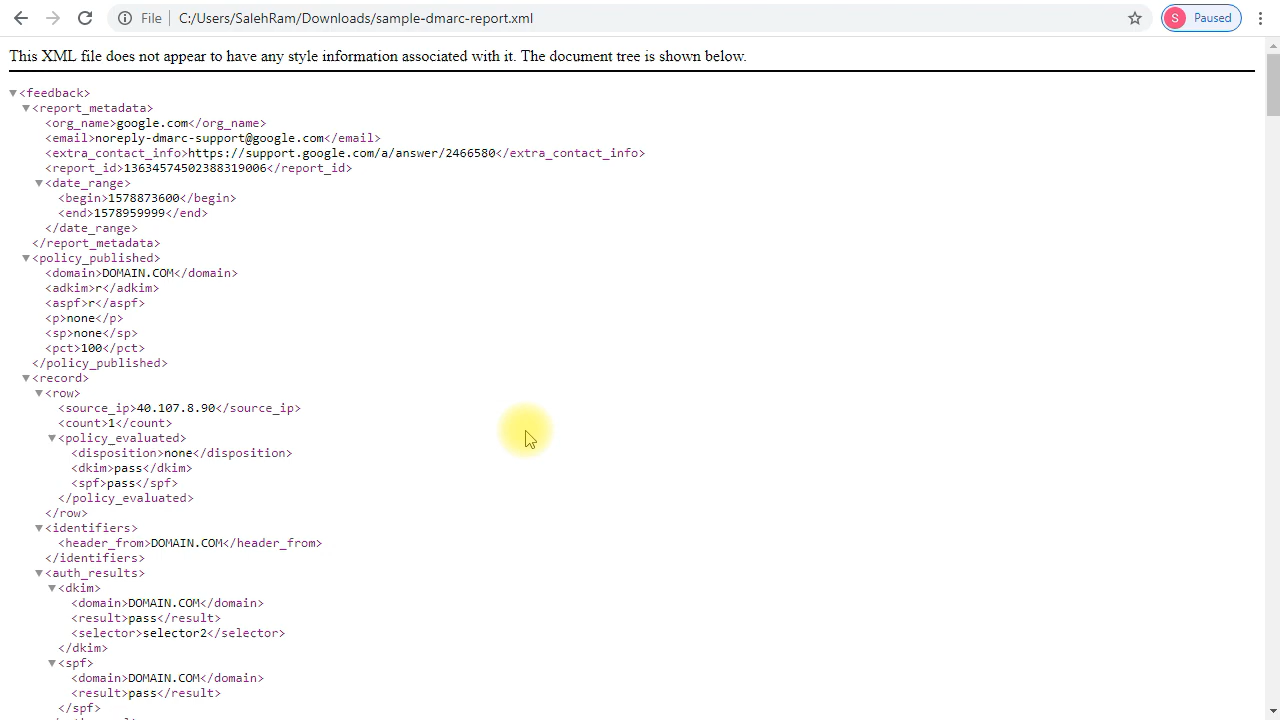 File C:/Users/SalehRam/Downloads/sample-dmarc-report.xml S Paused
This XML file does not appear to have any style information associated with it. The document tree is shown below.
<feedback>
<report_metadata>
<org_name>google.com</org_name>
<email>noreply-dmarc-support@google.com</email>
<extra_contact_info>https://support.google.com/a/answer/2466580</extra_contact_info>
<report_id>13634574502388319006</report_id>
<date_range>
<begin>1578873600</begin>
<end>1578959999</end>
</date_range>
</report_metadata>
<policy_published>
<domain>DOMAIN.COM</domain>
<adkim>r</adkim>
<aspf>r</aspf>
<p>none</p>
<sp>none</sp>
<pct>100</pct>
</policy_published>
<record>
<row>
<source_ip>40.107.8.90</source_ip>
<count>1</count>
<policy_evaluated>
<disposition>none</disposition>
<dkim>pass</dkim>
<spf>pass</spf>
</policy_evaluated>
</row>
<identifiers>
<header_from>DOMAIN.COM</header_from>
</identifiers>
<auth_results>
<dkim>
<domain>DOMAIN.COM</domain>
<result>pass</result>
<selector>selector2</selector>
</dkim>
<spf>
<domain>DOMAIN.COM</domain>
<result>pass</result>
</spf>